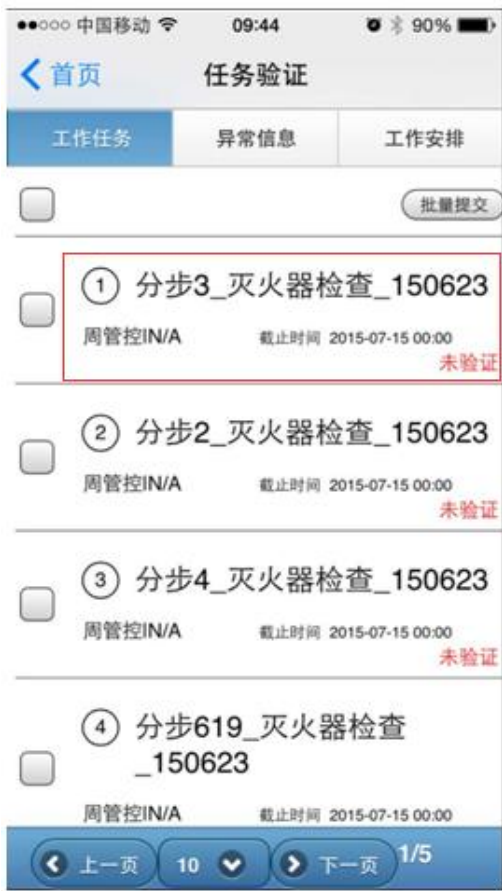 中国移动 09:44 90%
首页 任务验证
工作任务 异常信息 工作安排
批量提交
1 分步3_灭火器检查_150623
周管控IN/A 截止时间 2015-07-15 00:00
未验证
2 分步2_灭火器检查_150623
周管控IN/A 截止时间 2015-07-15 00:00
未验证
3 分步4_灭火器检查_150623
周管控IN/A 截止时间 2015-07-15 00:00
未验证
4 分步619_灭火器检查
_150623
周管控IN/A 截止时间 2015-07-15 00:00
上一页 10 下一页 1/5